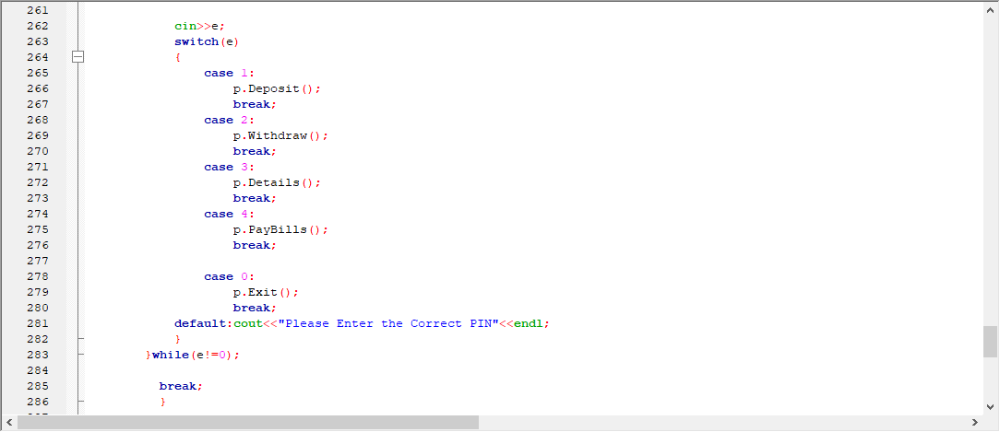 261
262 cin>>e;
263 switch(e)
264 {
265 case 1:
266 p.Deposit();
267 break;
268 case 2:
269 p.Withdraw();
270 break;
271 case 3:
272 p.Details();
273 break;
274 case 4:
275 p.PayBills();
276 break;
277
278 case 0:
279 p.Exit();
280 break;
281 default:cout<<"Please Enter the Correct PIN"<<endl;
282 }
283 }while(e!=0);
284
285 break;
286 }